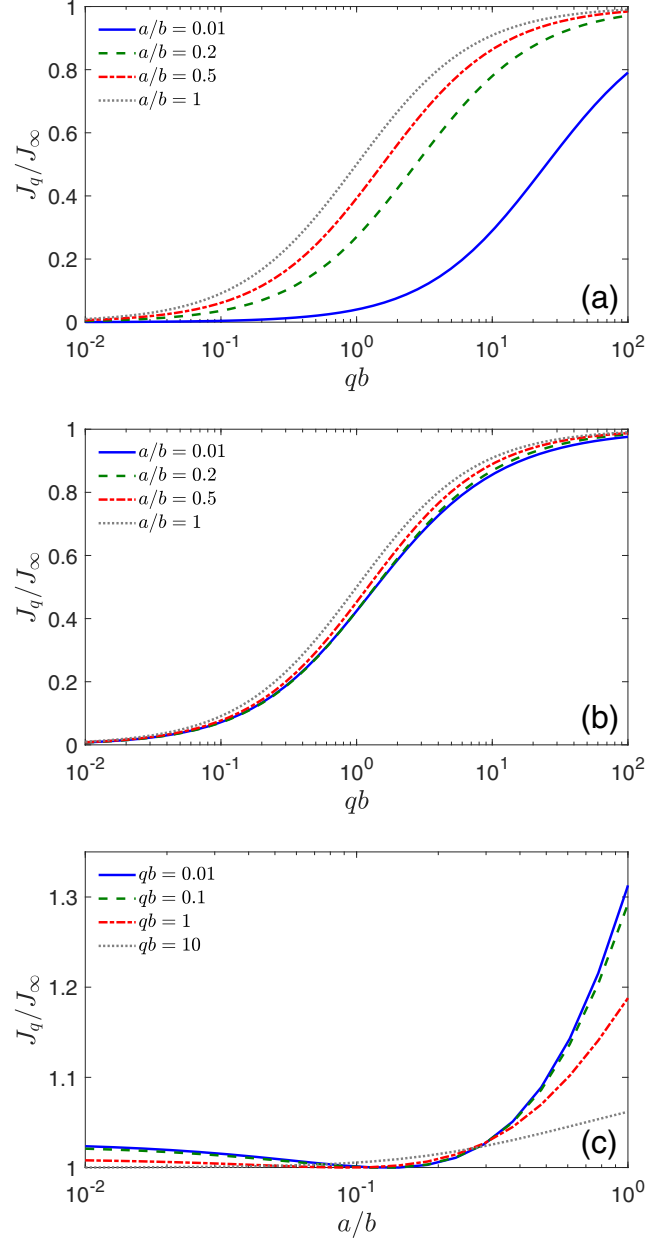 1
0.8
0.6
0.4
0.2
0
J_q/J_∞
a/b = 0.01
a/b = 0.2
a/b = 0.5
a/b = 1
(a)
10^-2 10^-1 10^0 10^1 10^2
qb
1
0.8
0.6
0.4
0.2
0
J_q/J_∞
a/b = 0.01
a/b = 0.2
a/b = 0.5
a/b = 1
(b)
10^-2 10^-1 10^0 10^1 10^2
qb
1.3
1.2
1.1
1
J_q/J_∞
qb = 0.01
qb = 0.1
qb = 1
qb = 10
(c)
10^-2 10^-1 10^0
a/b